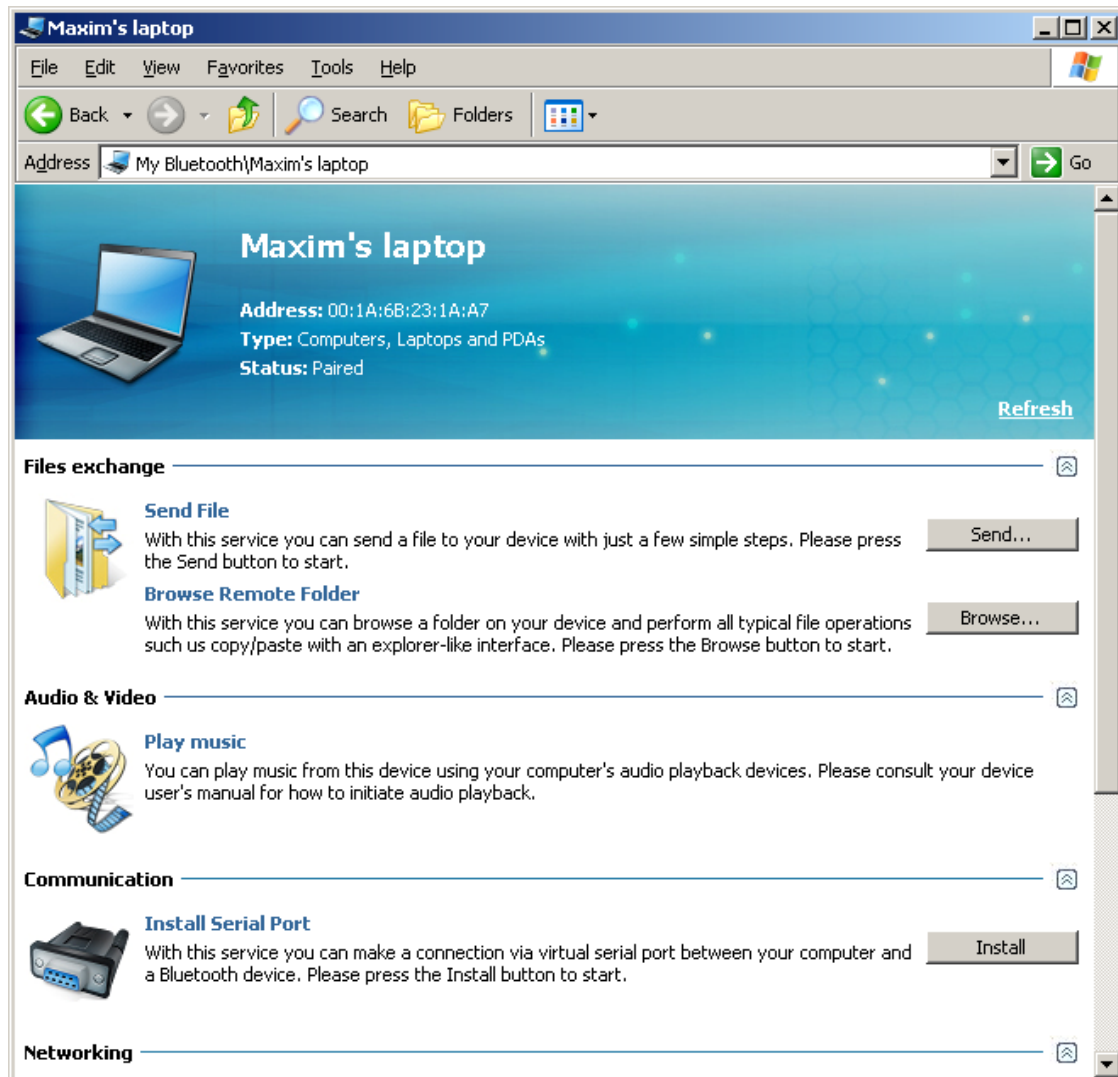 Maxim's laptop
File Edit View Favorites Tools Help
Back Search Folders
Address My Bluetooth\Maxim's laptop Go
Maxim's laptop
Address: 00:1A:6B:23:1A:A7
Type: Computers, Laptops and PDAs
Status: Paired
Refresh
Files exchange
Send File
With this service you can send a file to your device with just a few simple steps. Please press
the Send button to start.
Send...
Browse Remote Folder
With this service you can browse a folder on your device and perform all typical file operations
such us copy/paste with an explorer-like interface. Please press the Browse button to start.
Browse...
Audio & Video
Play music
You can play music from this device using your computer's audio playback devices. Please consult your device
user's manual for how to initiate audio playback.
Communication
Install Serial Port
With this service you can make a connection via virtual serial port between your computer and
a Bluetooth device. Please press the Install button to start.
Install
Networking